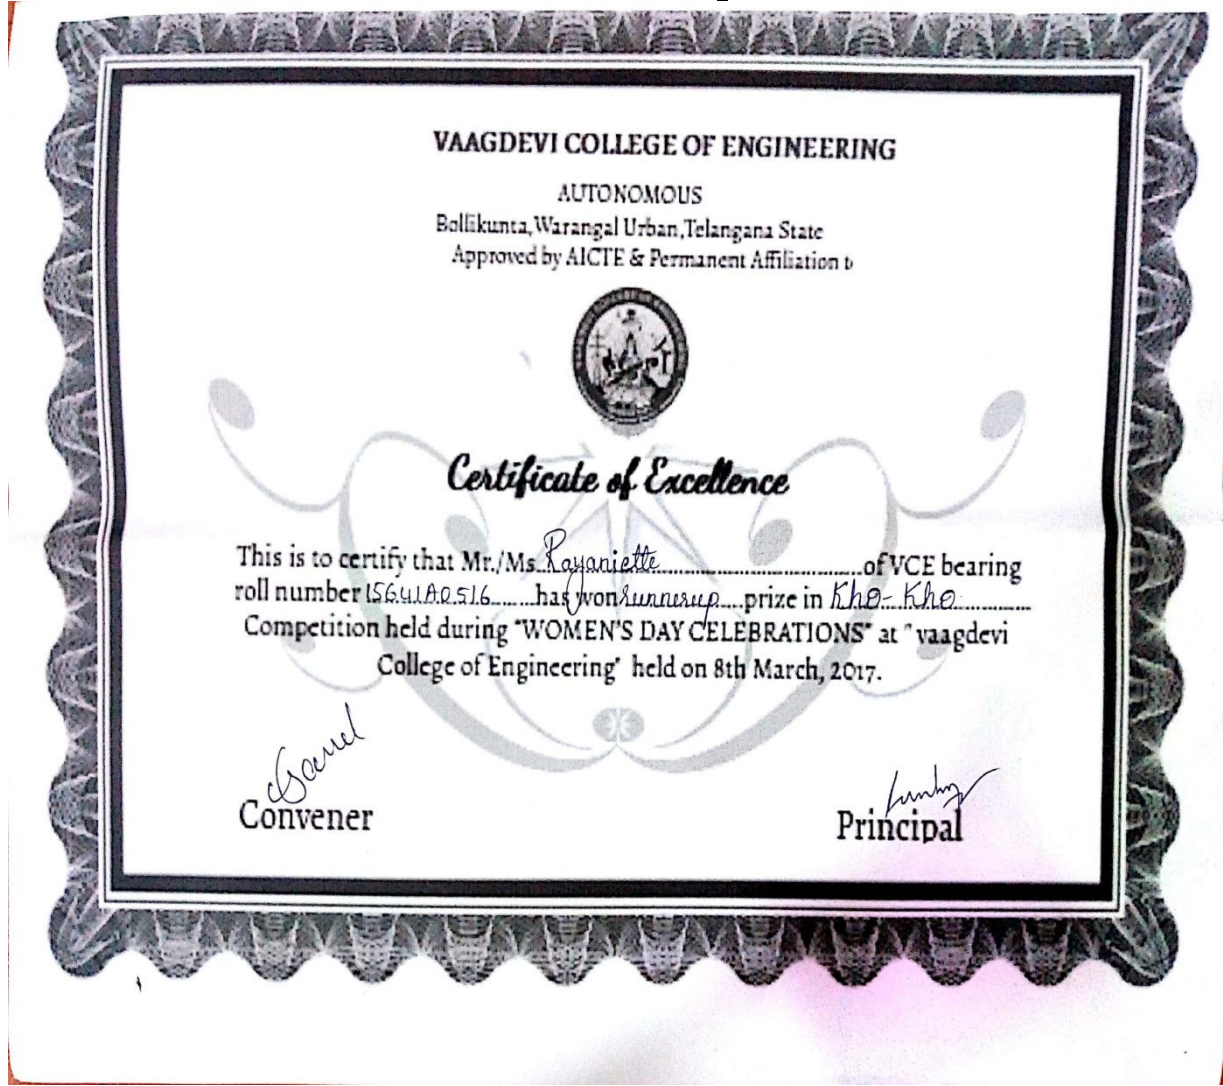 VAAGDEVI COLLEGE OF ENGINEERING
AUTONOMOUS
Bollikunta,Warangal Urban,Telangana State
Approved by AICTE & Permanent Affiliation t
Certificate of Excellence
This is to certify that Mr./Ms. Rayaniette of VCE bearing
roll number 15641A0516 has won runnerup prize in Kho-Kho
Competition held during "WOMEN'S DAY CELEBRATIONS" at " vaagdevi
College of Engineering" held on 8th March, 2017.
Convener
Principal